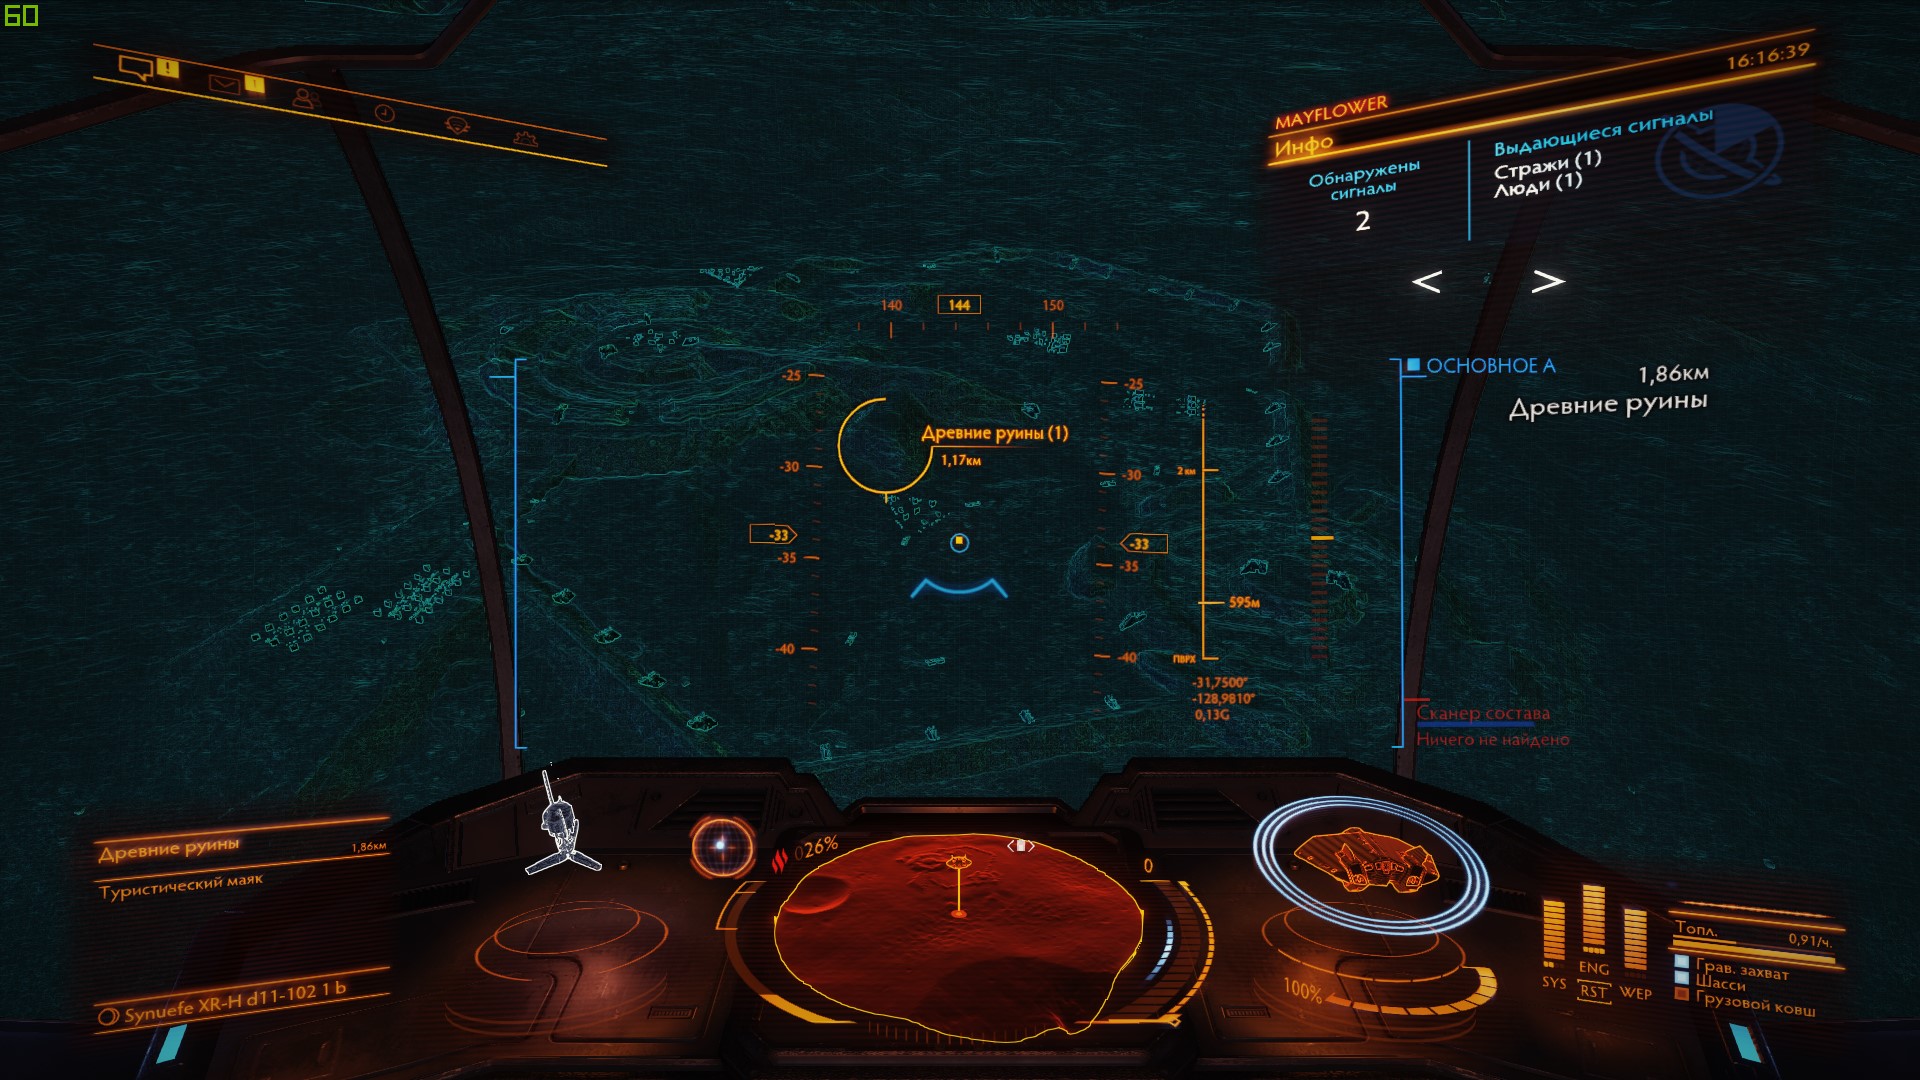 60
16:16:39
MAYFLOWER
Инфо
Обнаружены
сигналы
2
Выдающиеся сигналы
Стражи (1)
Люди (1)
< >
140 144 150
ОСНОВНОЕ А
1,86км
Древние руины
-25 -25
Древние руины (1)
1,17км
-30 -30
2 км
-33 -33
-35 -35
595м
-40 -40
ПВРХ
-31,7500°
-128,9810°
0,13G
Сканер состава
Ничего не найдено
Древние руины
1,86км
Туристический маяк
Synuefe XR-H d11-102 1 b
026%
0
100%
SYS
ENG
RST
WEP
Топл.
0,91/ч.
Грав. захват
Шасси
Грузовой ковш